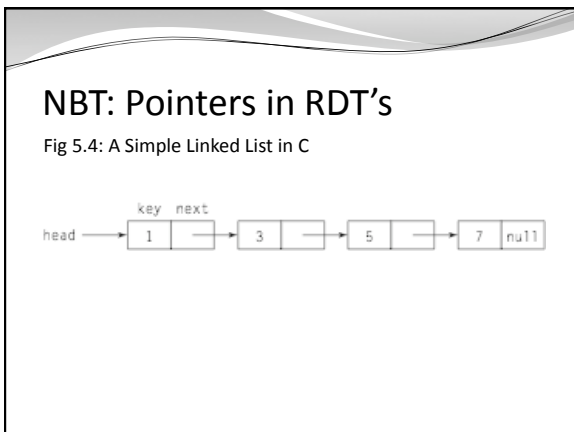 NBT: Pointers in RDT’s
Fig 5.4: A Simple Linked List in C
key next
head 1 3 5 7 null